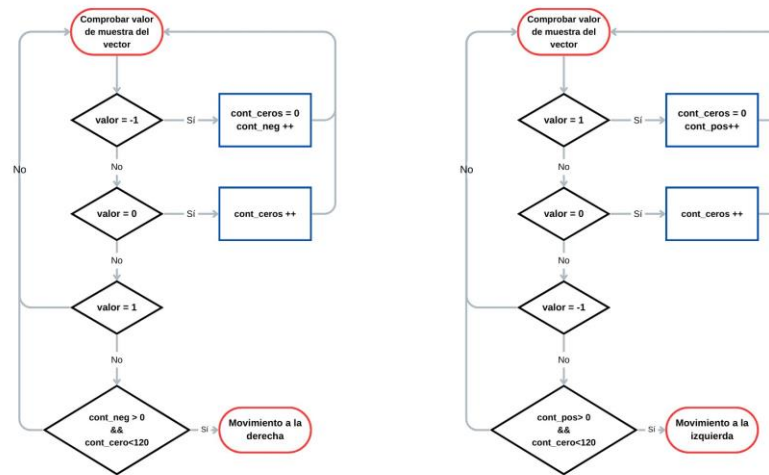 Comprobar valor
de muestra del
vector
valor = -1
Sí
cont_ceros = 0
cont_neg ++
No
No
valor = 0
Sí
cont_ceros ++
No
valor = 1
No
cont_neg > 0
&&
cont_cero<120
Sí
Movimiento a la
derecha
Comprobar valor
de muestra del
vector
valor = 1
Sí
cont_ceros = 0
cont_pos++
No
No
valor = 0
Sí
cont_ceros ++
No
valor = -1
No
cont_pos> 0
&&
cont_cero<120
Sí
Movimiento a la
izquierda